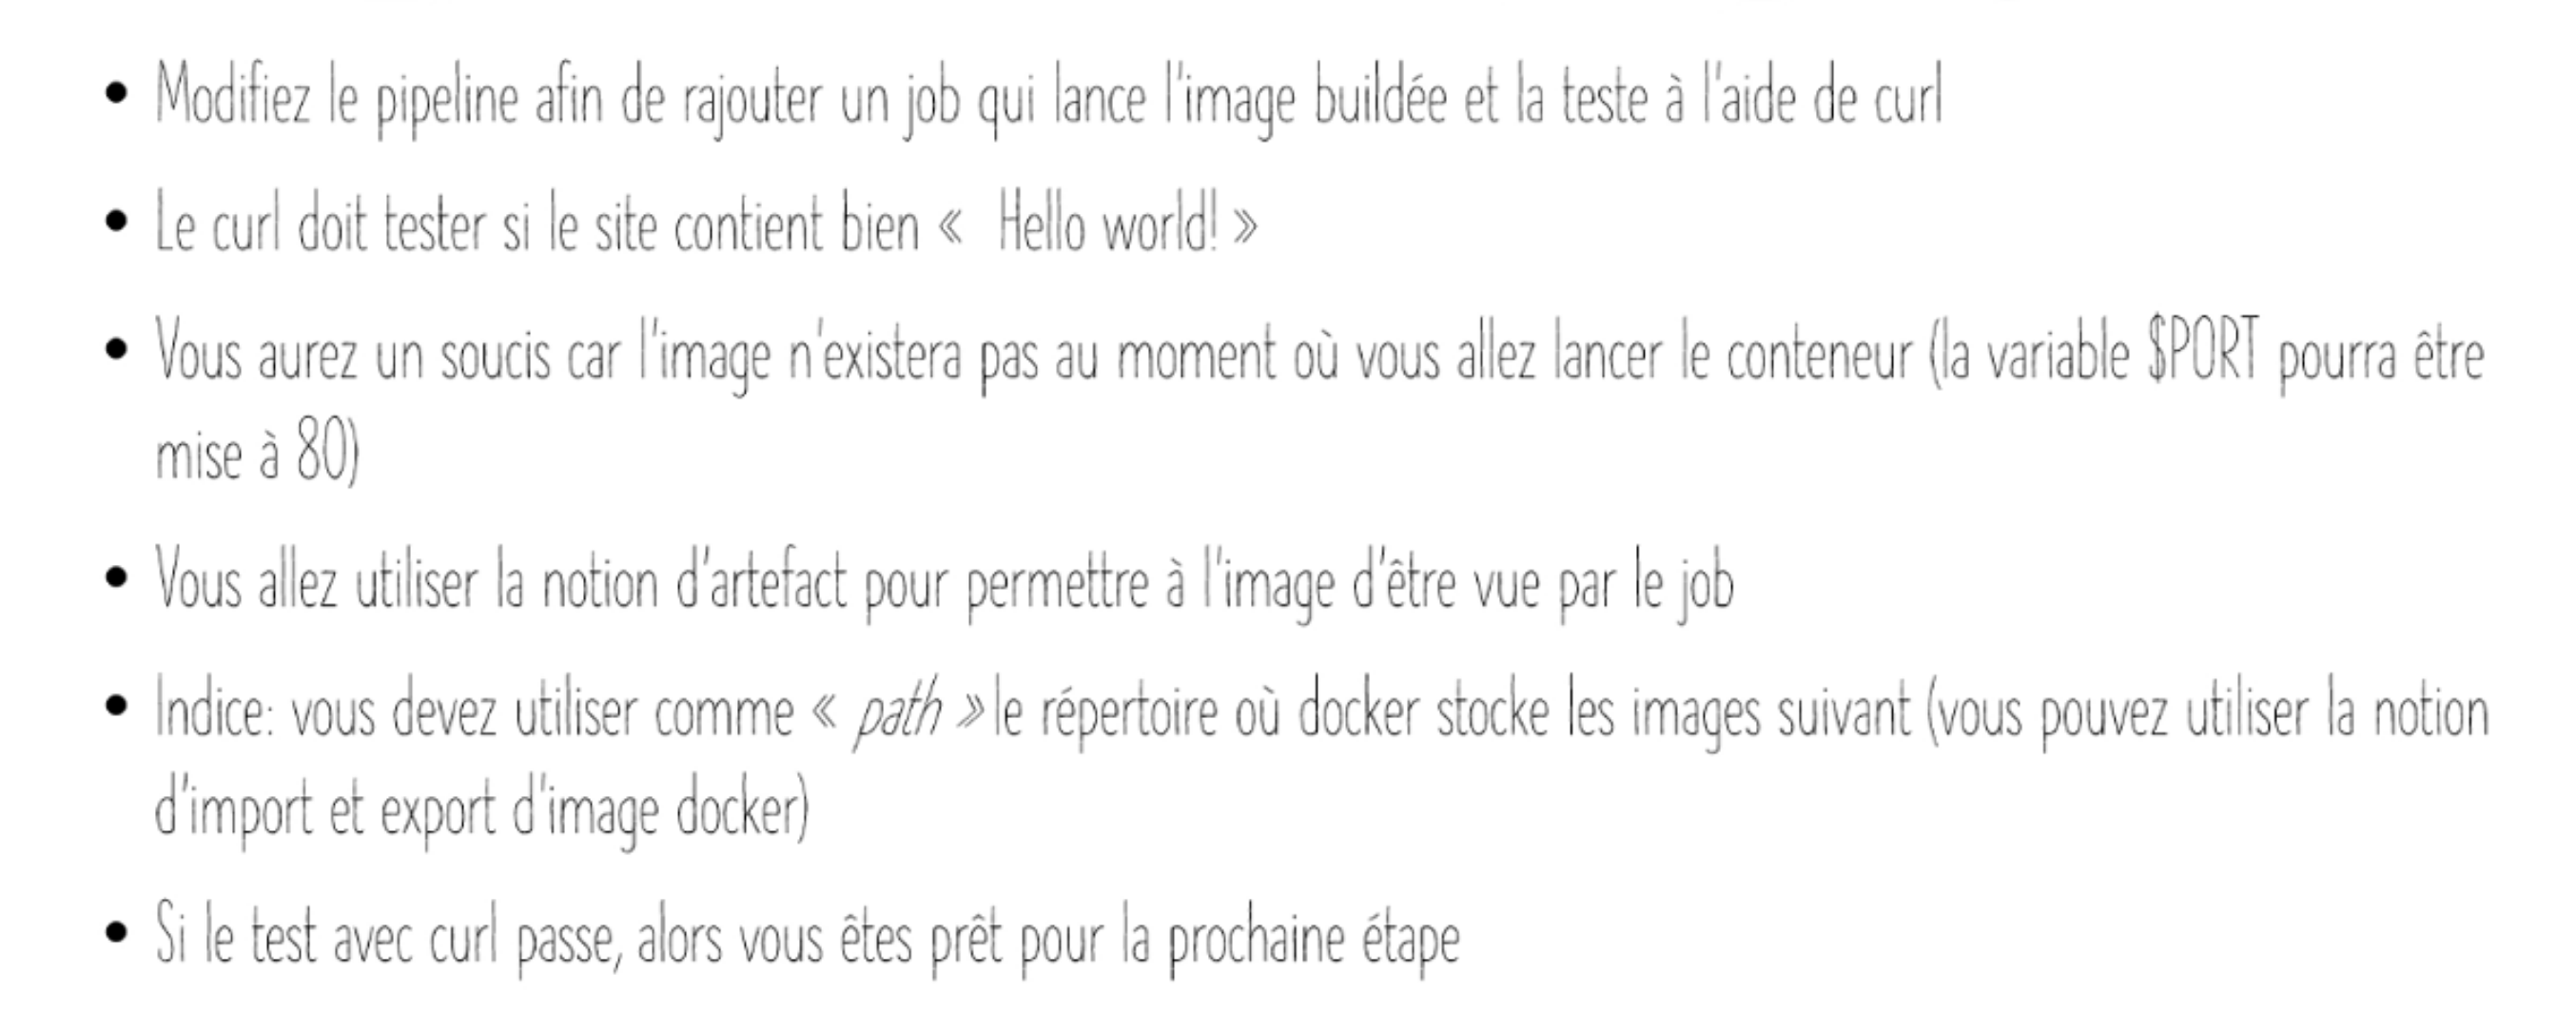 • Modifiez le pipeline afin de rajouter un job qui lance l'image buildée et la teste à l'aide de curl
• Le curl doit tester si le site contient bien «  Hello world! »
• Vous aurez un soucis car l'image n'existera pas au moment où vous allez lancer le conteneur (la variable $PORT pourra être
mise à 80)
• Vous allez utiliser la notion d'artefact pour permettre à l'image d'être vue par le job
• Indice: vous devez utiliser comme « path » le répertoire où docker stocke les images suivant (vous pouvez utiliser la notion
d'import et export d'image docker)
• Si le test avec curl passe, alors vous êtes prêt pour la prochaine étape